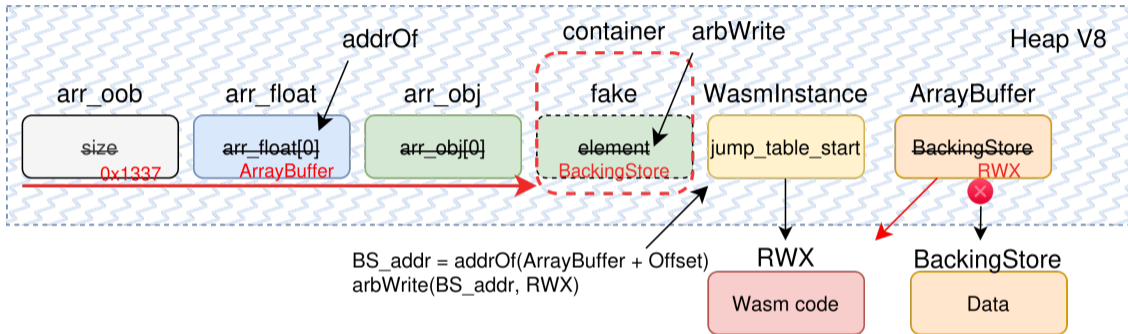 container
arbWrite
Heap V8
addrOf
arr_oob
arr_float
arr_obj
fake
WasmInstance
ArrayBuffer
size
0x1337
arr_float[0]
ArrayBuffer
arr_obj[0]
element
BackingStore
jump_table_start
BackingStore
RWX
BS_addr = addrOf(ArrayBuffer + Offset)
arbWrite(BS_addr, RWX)
RWX
Wasm code
BackingStore
Data